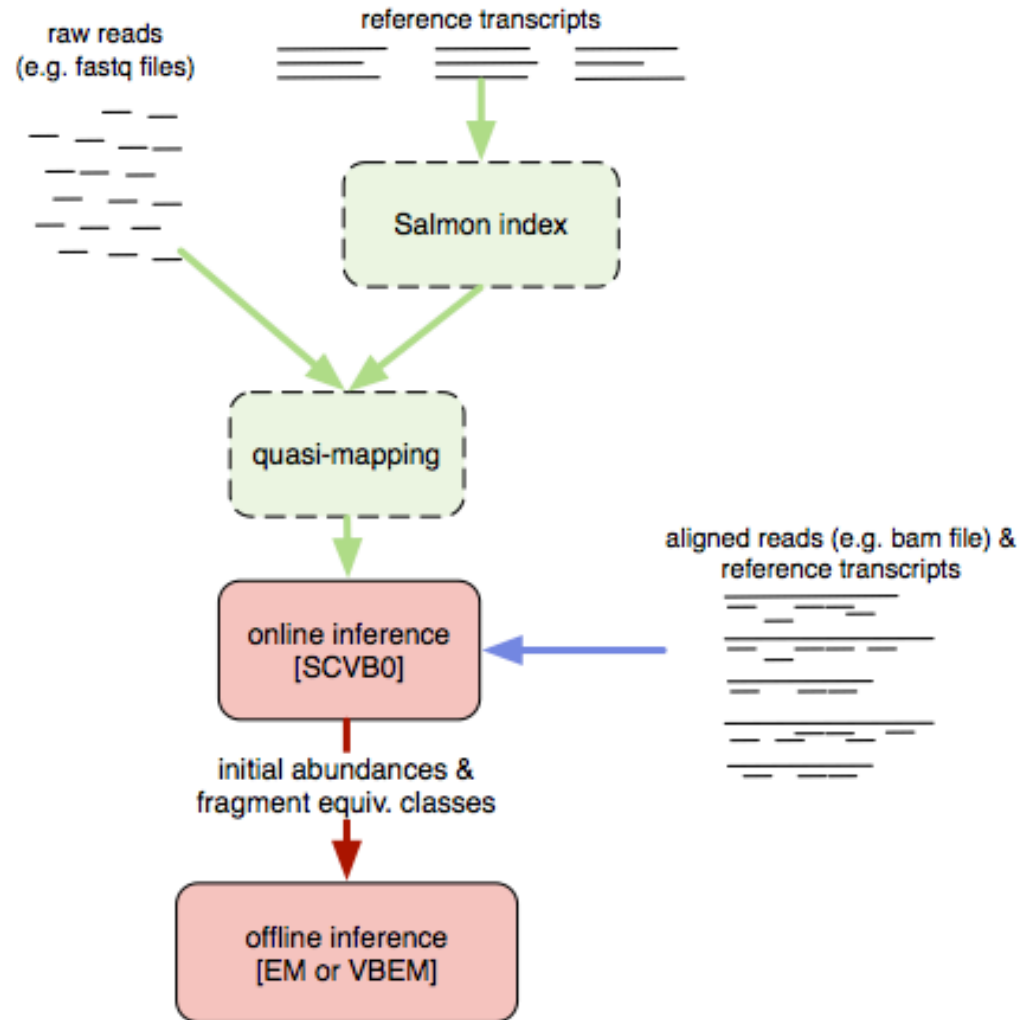 raw reads
(e.g. fastq files)
reference transcripts
Salmon index
quasi-mapping
aligned reads (e.g. bam file) &
reference transcripts
online inference
[SCVB0]
initial abundances &
fragment equiv. classes
offline inference
[EM or VBEM]